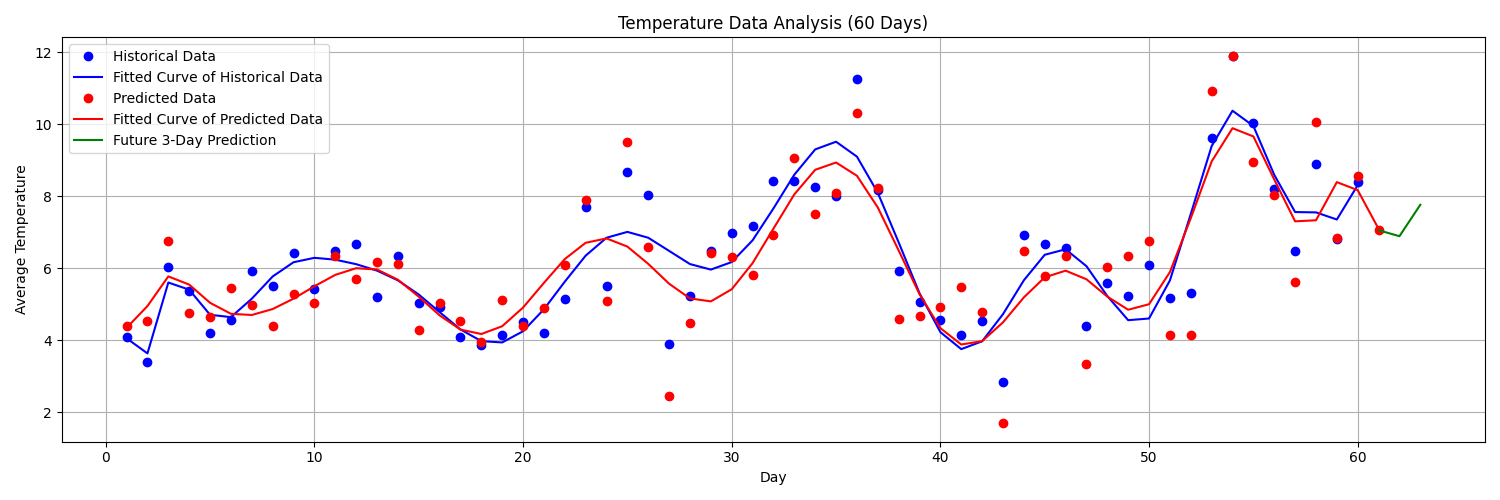 Temperature Data Analysis (60 Days)
Historical Data
Fitted Curve of Historical Data
Predicted Data
Fitted Curve of Predicted Data
Future 3-Day Prediction
Average Temperature
12
10
8
6
4
2
0 10 20 30 40 50 60
Day